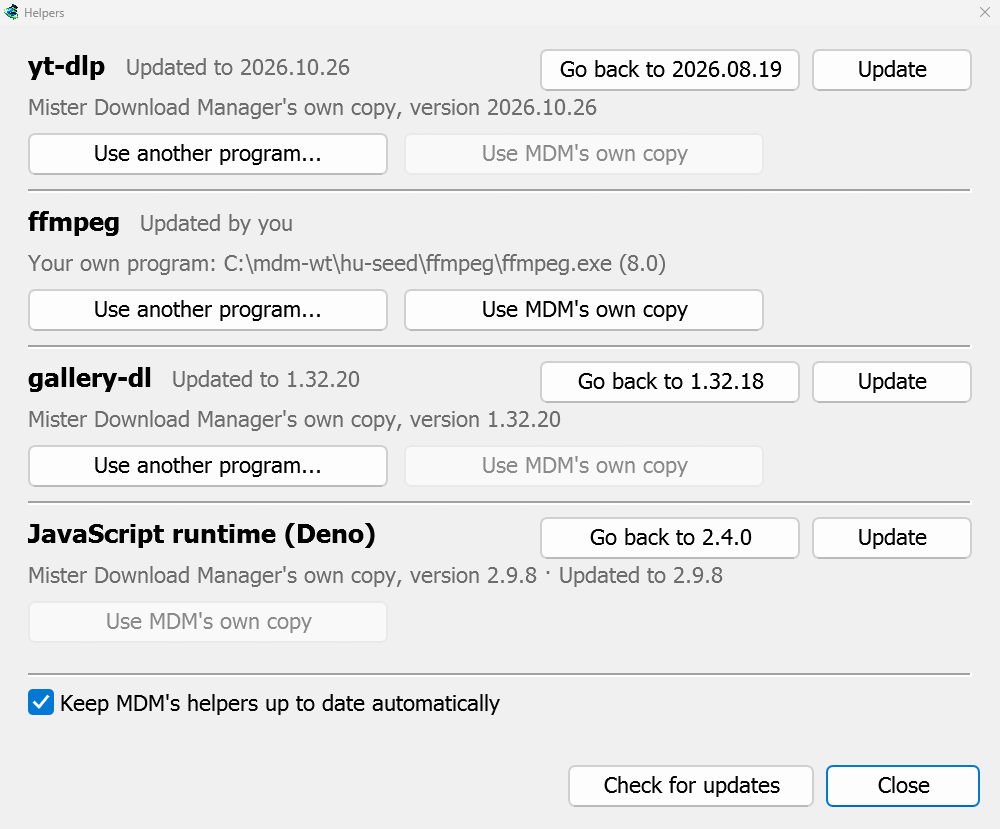 Helpers
yt-dlp Updated to 2026.10.26 Go back to 2026.08.19 Update
Mister Download Manager's own copy, version 2026.10.26
Use another program... Use MDM's own copy
ffmpeg Updated by you
Your own program: C:\mdm-wt\hu-seed\ffmpeg\ffmpeg.exe (8.0)
Use another program... Use MDM's own copy
gallery-dl Updated to 1.32.20 Go back to 1.32.18 Update
Mister Download Manager's own copy, version 1.32.20
Use another program... Use MDM's own copy
JavaScript runtime (Deno) Go back to 2.4.0 Update
Mister Download Manager's own copy, version 2.9.8 · Updated to 2.9.8
Use MDM's own copy
Keep MDM's helpers up to date automatically
Check for updates Close